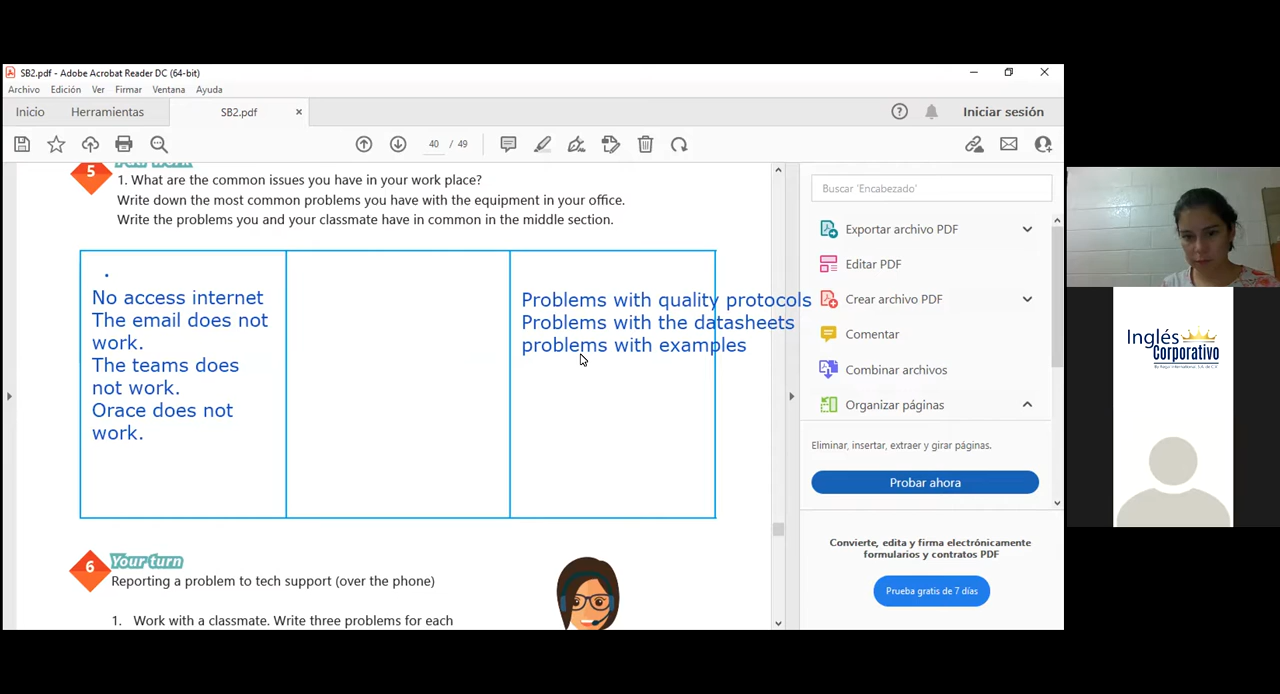 SB2.pdf - Adobe Acrobat Reader DC (64-bit)
Archivo Edición Ver Firmar Ventana Ayuda
Inicio Herramientas SB2.pdf × Iniciar sesión
40 / 49
5
1. What are the common issues you have in your work place?
Write down the most common problems you have with the equipment in your office.
Write the problems you and your classmate have in common in the middle section.
.
No access internet
The email does not
work.
The teams does
not work.
Orace does not
work.
Problems with quality protocols
Problems with the datasheets
problems with examples
6 Your turn
Reporting a problem to tech support (over the phone)
1. Work with a classmate. Write three problems for each
Buscar 'Encabezado'
Exportar archivo PDF
Editar PDF
Crear archivo PDF
Comentar
Combinar archivos
Organizar páginas
Eliminar, insertar, extraer y girar páginas.
Probar ahora
Convierte, edita y firma electrónicamente
formularios y contratos PDF
Prueba gratis de 7 días
Inglés
Corporativo